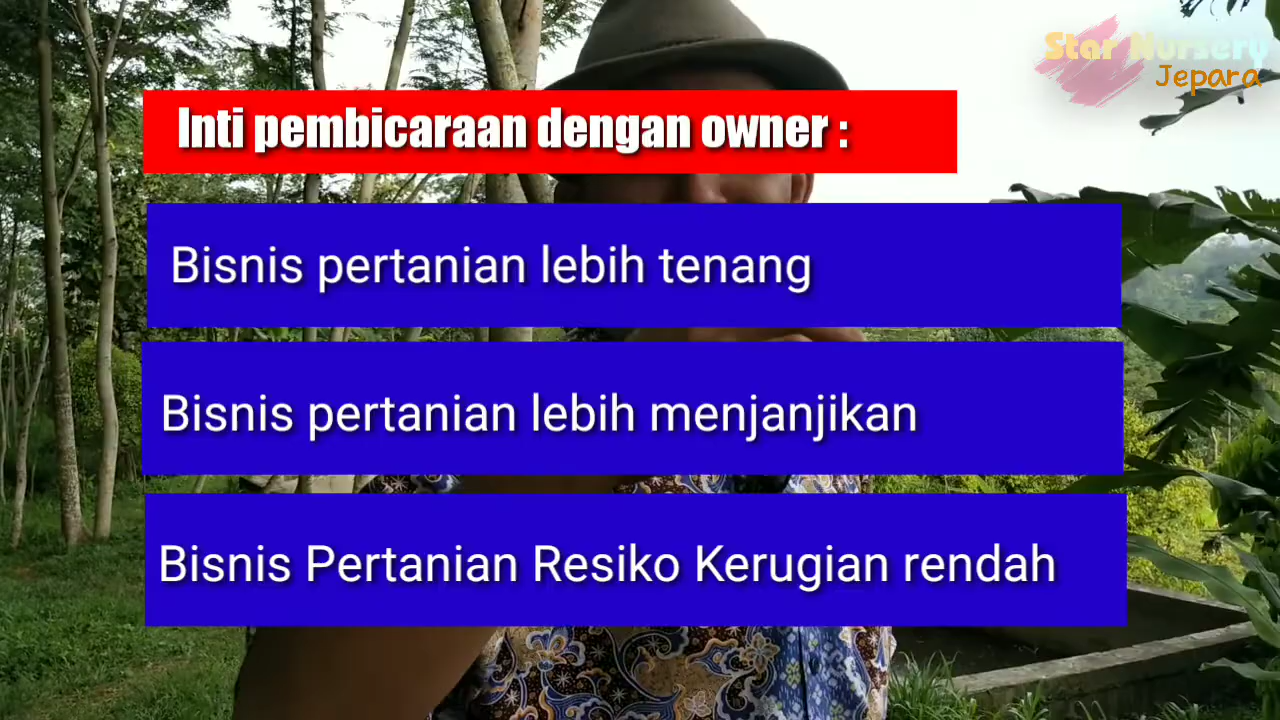 Star Nursery
Jepara
Inti pembicaraan dengan owner :
Bisnis pertanian lebih tenang
Bisnis pertanian lebih menjanjikan
Bisnis Pertanian Resiko Kerugian rendah